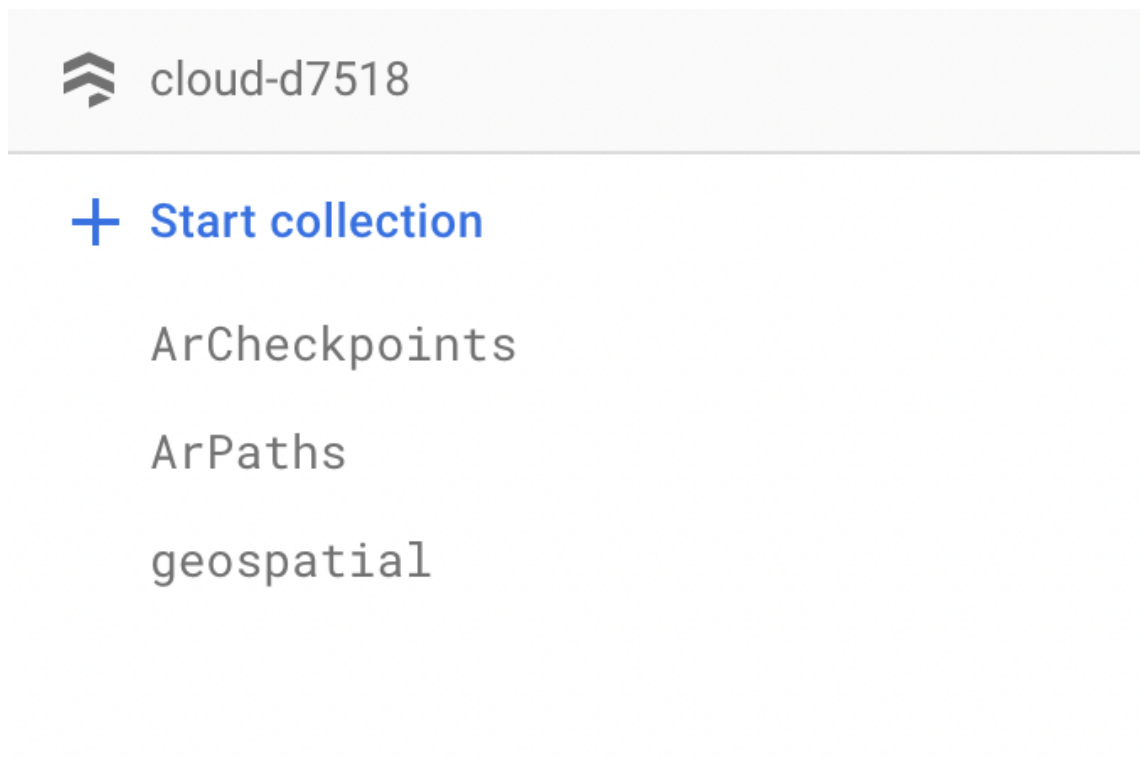 cloud-d7518
Start collection
ArCheckpoints
ArPaths
geospatial